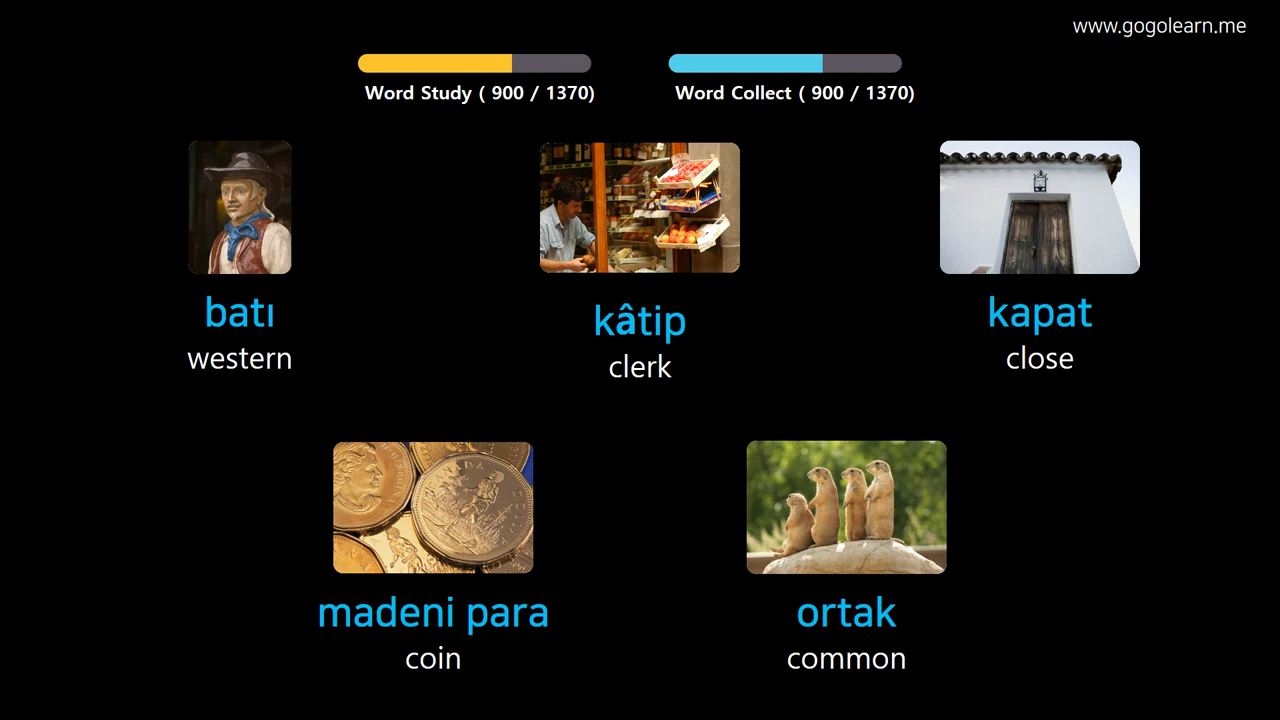 www.gogolearn.me
Word Study ( 900 / 1370)
Word Collect ( 900 / 1370)
batı
western
kâtip
clerk
kapat
close
madeni para
coin
ortak
common